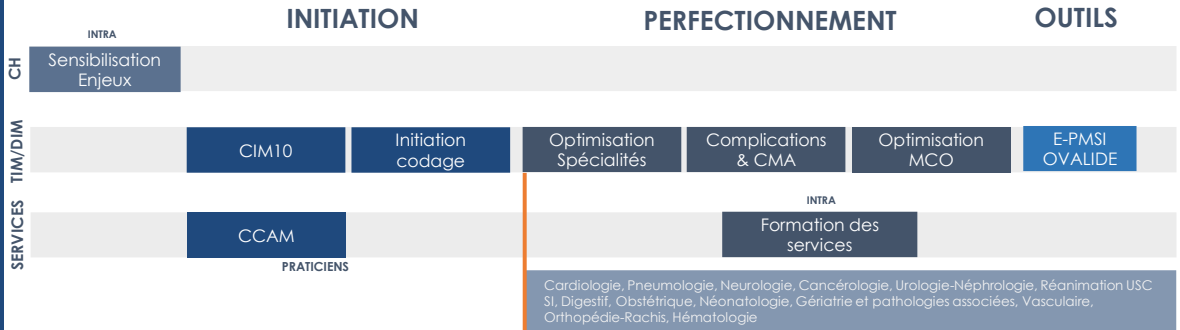 INITIATION
PERFECTIONNEMENT
OUTILS
INTRA
CH
Sensibilisation
Enjeux
TIM/DIM
CIM10
Initiation
codage
Optimisation
Spécialités
Complications
& CMA
Optimisation
MCO
E-PMSI
OVALIDE
SERVICES
CCAM
PRATICIENS
INTRA
Formation des
services
Cardiologie, Pneumologie, Neurologie, Cancérologie, Urologie-Néphrologie, Réanimation USC
SI, Digestif, Obstétrique, Néonatologie, Gériatrie et pathologies associées, Vasculaire,
Orthopédie-Rachis, Hématologie